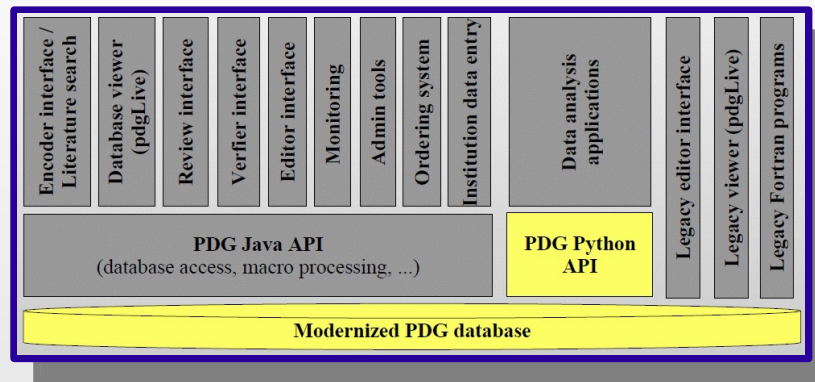 Encoder interface /
Literature search
Database viewer
(pdgLive)
Review interface
Verfier interface
Editor interface
Monitoring
Admin tools
Ordering system
Institution data entry
Data analysis
applications
Legacy editor interface
Legacy viewer (pdgLive)
Legacy Fortran programs
PDG Java API
(database access, macro processing, ...)
PDG Python
API
Modernized PDG database